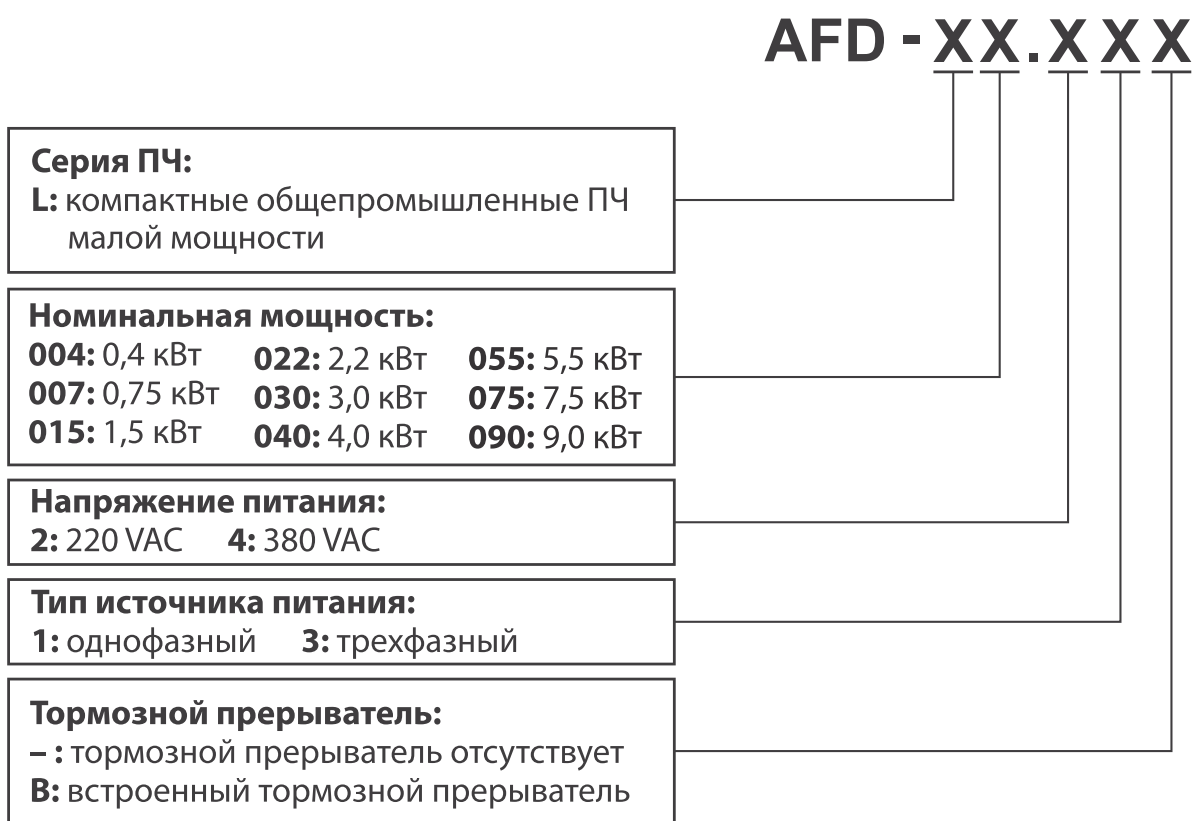 AFD - XX.XXX
Серия ПЧ:
L: компактные общепромышленные ПЧ
малой мощности
Номинальная мощность:
004: 0,4 кВт 022: 2,2 кВт 055: 5,5 кВт
007: 0,75 кВт 030: 3,0 кВт 075: 7,5 кВт
015: 1,5 кВт 040: 4,0 кВт 090: 9,0 кВт
Напряжение питания:
2: 220 VAC 4: 380 VAC
Тип источника питания:
1: однофазный 3: трехфазный
Тормозной прерыватель:
– : тормозной прерыватель отсутствует
B: встроенный тормозной прерыватель